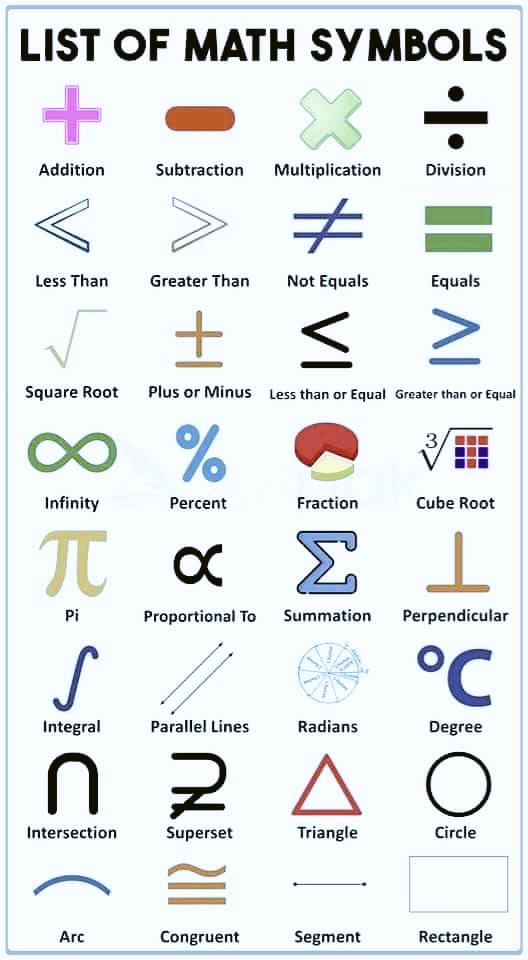 LIST OF MATH SYMBOLS
Addition Subtraction Multiplication Division
Less Than Greater Than Not Equals Equals
Square Root Plus or Minus Less than or Equal Greater than or Equal
3
Infinity Percent Fraction Cube Root
Pi Proportional To Summation Perpendicular
°C
Integral Parallel Lines Radians Degree
Intersection Superset Triangle Circle
Arc Congruent Segment Rectangle